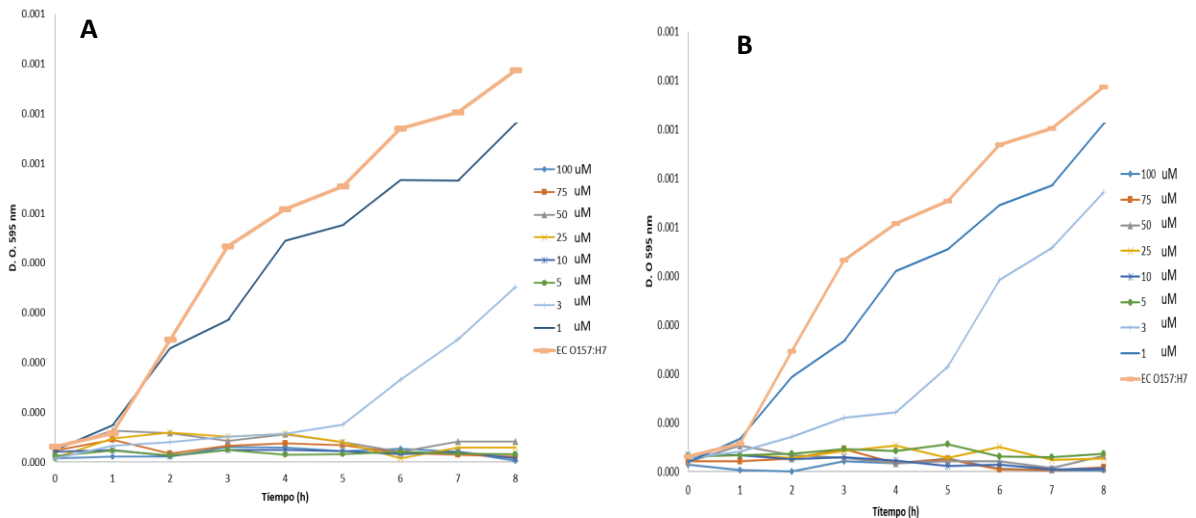 A
0.001
0.001
0.001
0.001
0.001
0.000
0.000
0.000
0.000
0.000
D. O. 595 nm
0 1 2 3 4 5 6 7 8
Tíempo (h)
100 uM
75 uM
50 uM
25 uM
10 uM
5 uM
3 uM
1 uM
EC O157:H7
B
0.001
0.001
0.001
0.001
0.001
0.000
0.000
0.000
0.000
0.000
D. O 595 nm
0 1 2 3 4 5 6 7 8
Títempo (h)
100 uM
75 uM
50 uM
25 uM
10 uM
5 uM
3 uM
1 uM
EC O157:H7